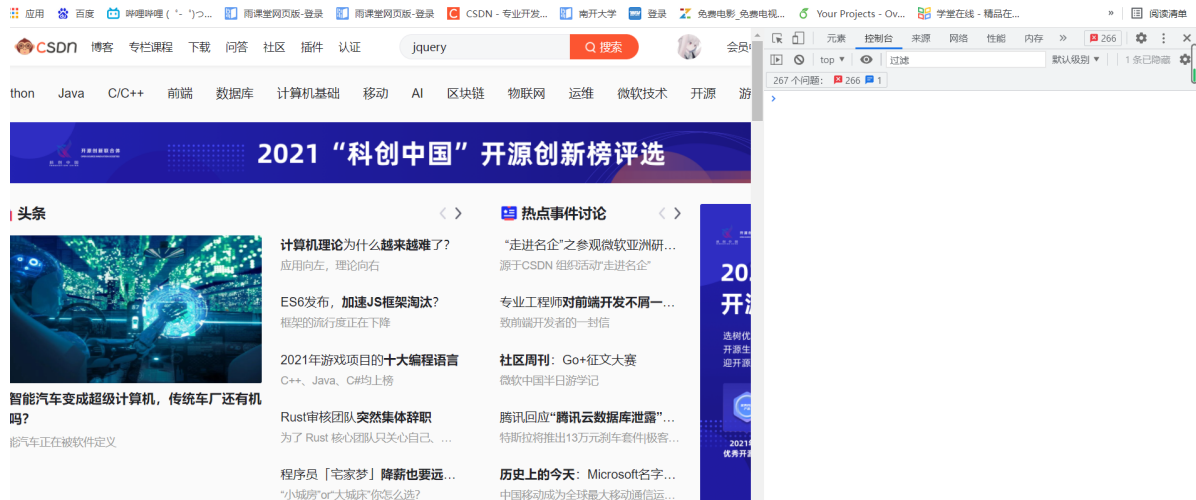 应用 百度 哔哩哔哩 ( ゜- ゜)つ... 雨课堂网页版-登录 雨课堂网页版-登录 CSDN - 专业开发... 南开大学 登录 免费电影_免费电视... Your Projects - Ov... 学堂在线 - 精品在... » 阅读清单
CSDN 博客 专栏课程 下载 问答 社区 插件 认证 jquery 搜索
元素 控制台 来源 网络 性能 内存 » 266
top ▼ 过滤 默认级别 ▼ 1 条已隐藏
267 个问题: 266 1
thon Java C/C++ 前端 数据库 计算机基础 移动 AI 区块链 物联网 运维 微软技术 开源 游
2021“科创中国”开源创新榜评选
头条
热点事件讨论
智能汽车变成超级计算机，传统车厂还有机
吗?
能汽车正在被软件定义
计算机理论为什么越来越难了?
应用向左，理论向右
ES6发布，加速JS框架淘汰?
框架的流行度正在下降
2021年游戏项目的十大编程语言
C++、Java、C#均上榜
Rust审核团队突然集体辞职
为了 Rust 核心团队只关心自己、...
程序员「宅家梦」降薪也要远...
“小城房”or“大城床”你怎么选?
“走进名企”之参观微软亚洲研...
源于CSDN 组织活动“走进名企”
专业工程师对前端开发不屑一...
致前端开发者的一封信
社区周刊：Go+征文大赛
微软中国半日游学记
腾讯回应“腾讯云数据库泄露”...
特斯拉将推出13万元刹车套件|极客...
历史上的今天：Microsoft名字...
中国移动成为全球最大移动通信运...
202
开源
选树优
开源生
迎开源
2021年
优秀开源